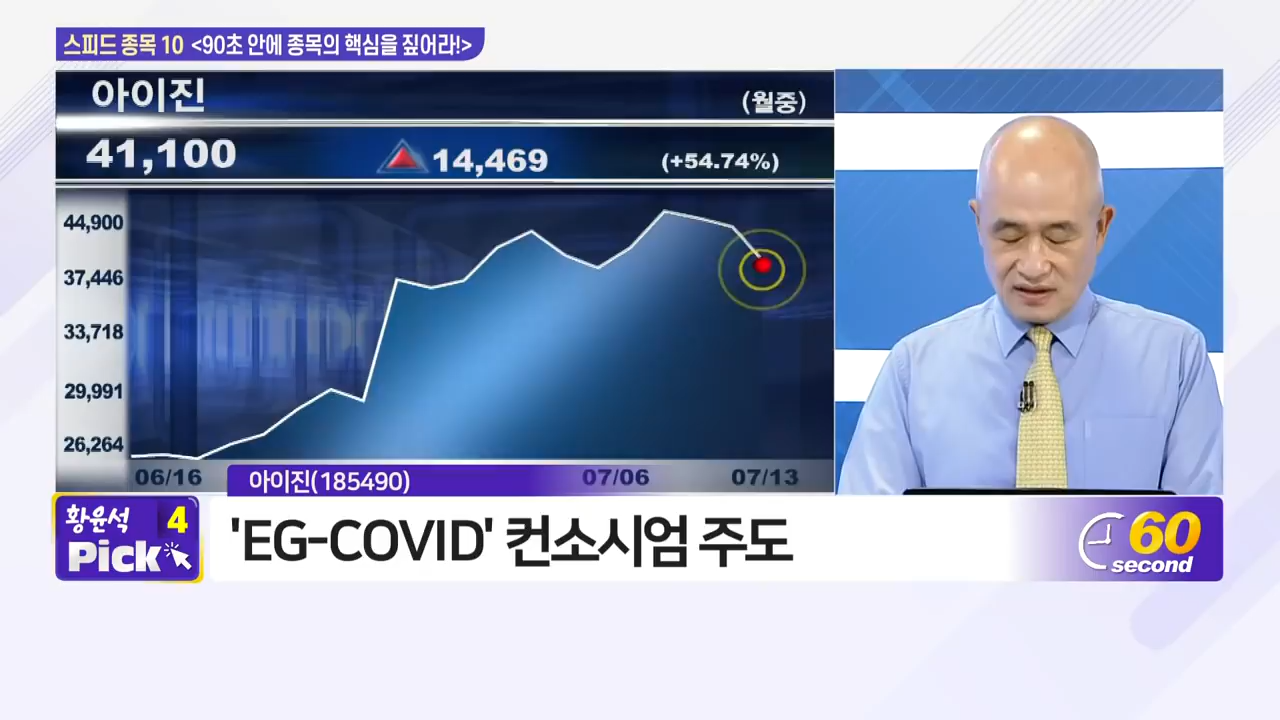 스피드 종목 10 <90초 안에 종목의 핵심을 짚어라!>
아이진 (월중)
41,100 ▲ 14,469 (+54.74%)
44,900
37,446
33,718
29,991
26,264
06/16 07/06 07/13
아이진(185490)
황윤석 4
Pick
'EG-COVID' 컨소시엄 주도
60
second